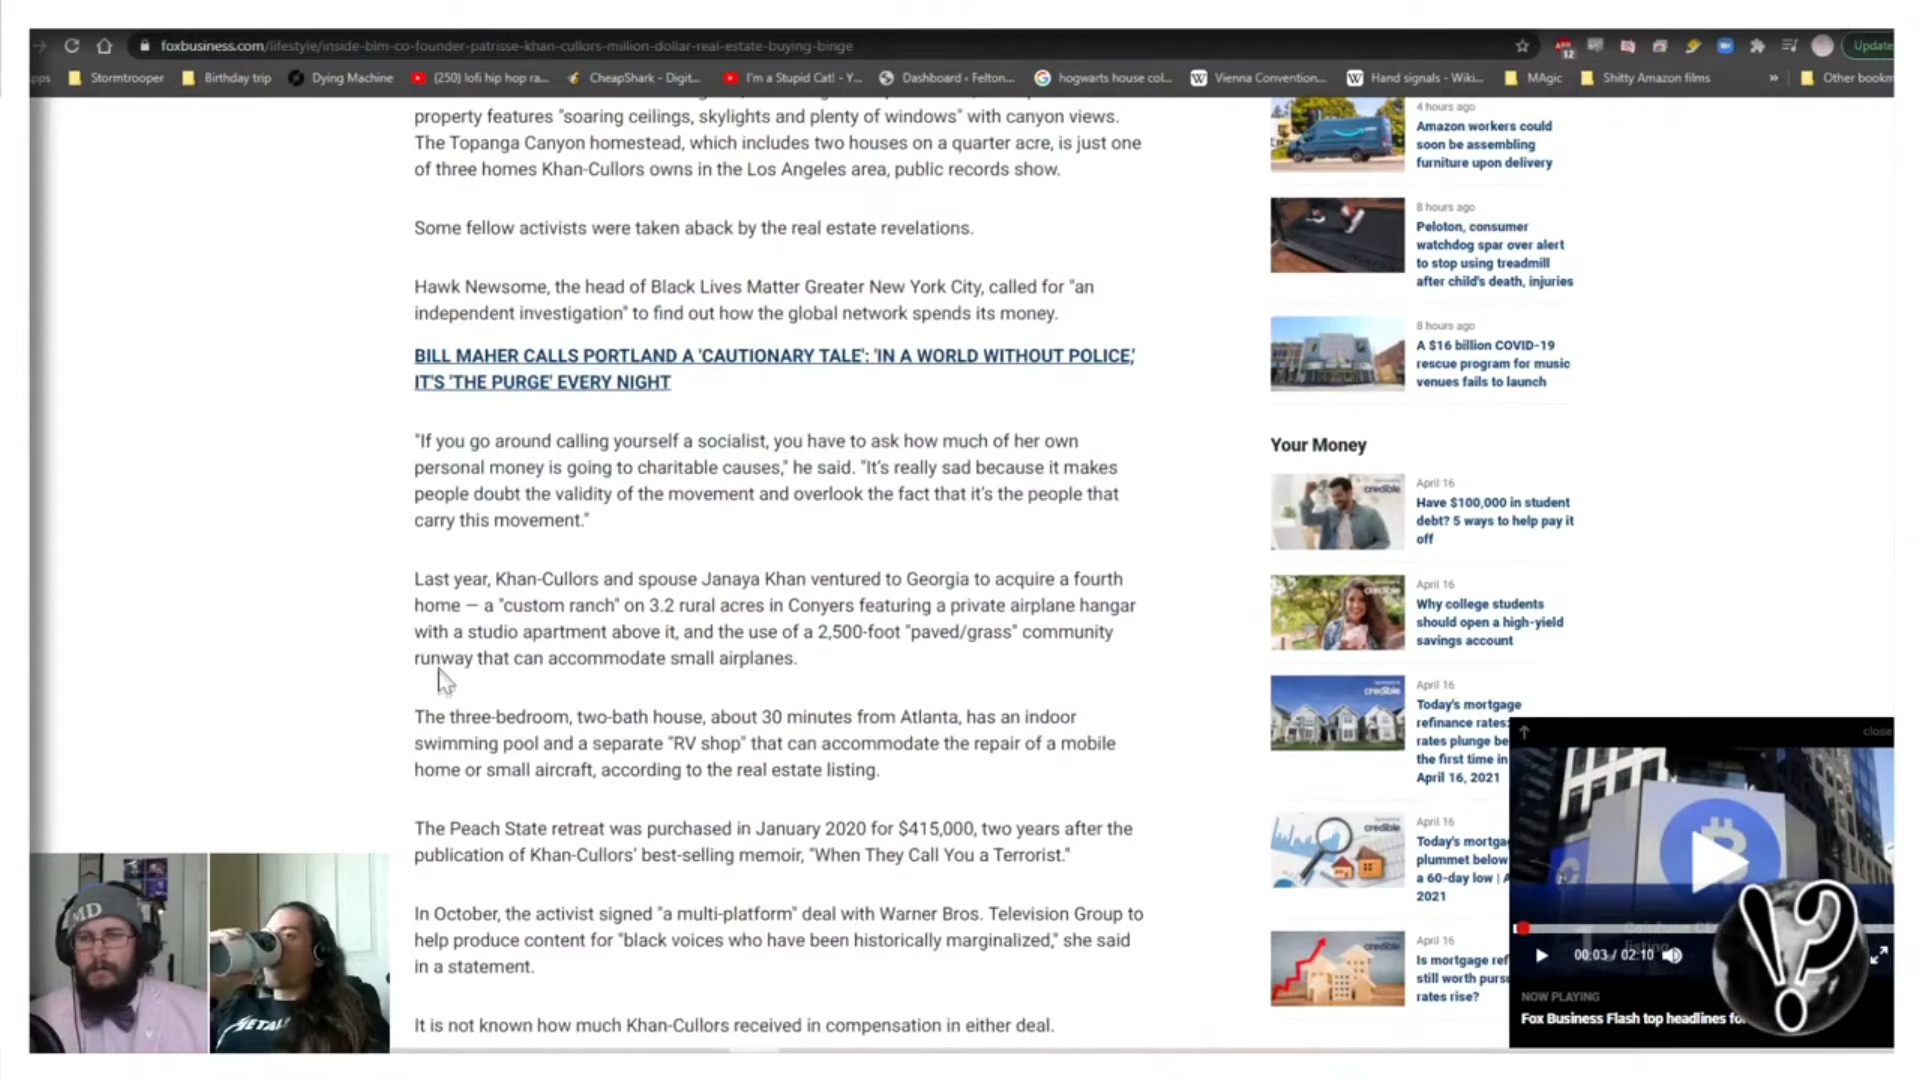 foxbusiness.com/lifestyle/inside-blm-co-founder-patrisse-khan-cullors-million-dollar-real-estate-buying-binge
12
Update
Stormtrooper
Birthday trip
Dying Machine
(250) lofi hip hop ra...
CheapShark - Digit...
I'm a Stupid Cat! - Y...
Dashboard ‹ Felton...
hogwarts house col...
Vienna Convention...
Hand signals - Wiki...
MAgic
Shitty Amazon films
»
Other bookm
property features "soaring ceilings, skylights and plenty of windows" with canyon views.
The Topanga Canyon homestead, which includes two houses on a quarter acre, is just one
of three homes Khan-Cullors owns in the Los Angeles area, public records show.
Some fellow activists were taken aback by the real estate revelations.
Hawk Newsome, the head of Black Lives Matter Greater New York City, called for "an
independent investigation" to find out how the global network spends its money.
BILL MAHER CALLS PORTLAND A 'CAUTIONARY TALE': 'IN A WORLD WITHOUT POLICE,'
IT'S 'THE PURGE' EVERY NIGHT
"If you go around calling yourself a socialist, you have to ask how much of her own
personal money is going to charitable causes," he said. "It's really sad because it makes
people doubt the validity of the movement and overlook the fact that it's the people that
carry this movement."
Last year, Khan-Cullors and spouse Janaya Khan ventured to Georgia to acquire a fourth
home — a "custom ranch" on 3.2 rural acres in Conyers featuring a private airplane hangar
with a studio apartment above it, and the use of a 2,500-foot "paved/grass" community
runway that can accommodate small airplanes.
The three-bedroom, two-bath house, about 30 minutes from Atlanta, has an indoor
swimming pool and a separate "RV shop" that can accommodate the repair of a mobile
home or small aircraft, according to the real estate listing.
The Peach State retreat was purchased in January 2020 for $415,000, two years after the
publication of Khan-Cullors' best-selling memoir, "When They Call You a Terrorist."
In October, the activist signed "a multi-platform" deal with Warner Bros. Television Group to
help produce content for "black voices who have been historically marginalized," she said
in a statement.
It is not known how much Khan-Cullors received in compensation in either deal.
4 hours ago
Amazon workers could
soon be assembling
furniture upon delivery
8 hours ago
Peloton, consumer
watchdog spar over alert
to stop using treadmill
after child's death, injuries
8 hours ago
A $16 billion COVID-19
rescue program for music
venues fails to launch
Your Money
credible
April 16
Have $100,000 in student
debt? 5 ways to help pay it
off
credible
April 16
Why college students
should open a high-yield
savings account
credible
April 16
Today's mortgage
refinance rates:
rates plunge be
the first time in
April 16, 2021
credible
April 16
Today's mortga
plummet below
a 60-day low | A
2021
credible
April 16
Is mortgage ref
still worth purs
rates rise?
close
00:03 / 02:10
NOW PLAYING
Fox Business Flash top headlines fo
!?
MD
METAL